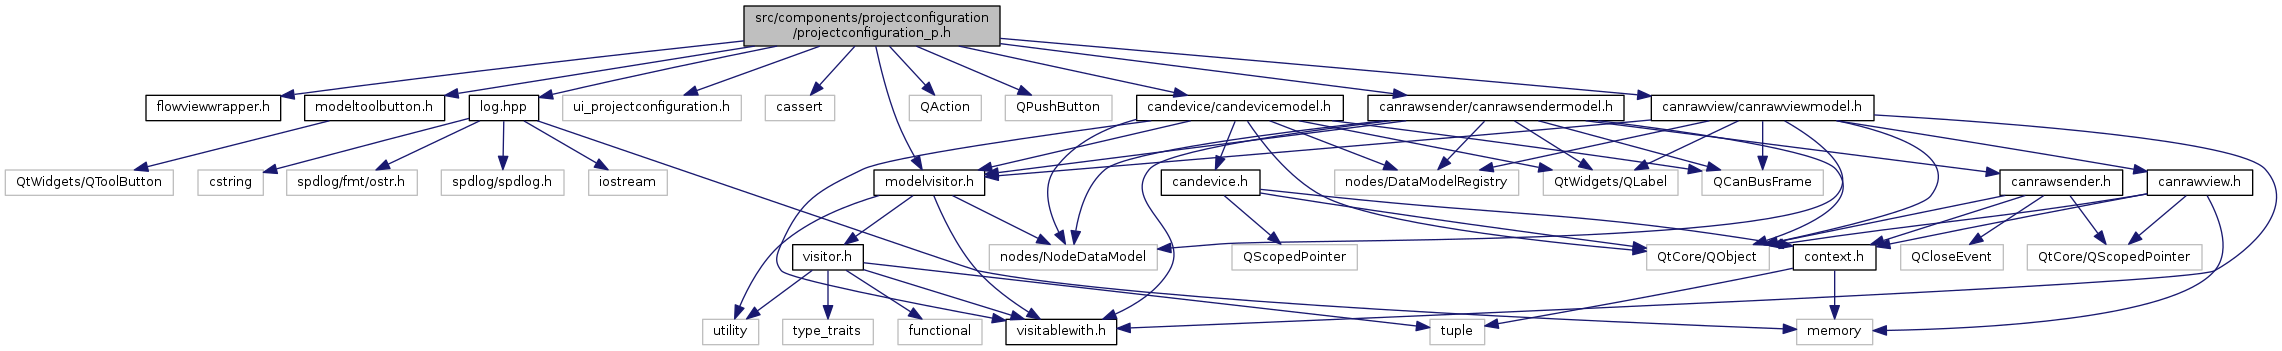 src/components/projectconfiguration
/projectconfiguration_p.h
flowviewwrapper.h
modeltoolbutton.h
log.hpp
ui_projectconfiguration.h
cassert
QAction
QPushButton
candevice/candevicemodel.h
canrawsender/canrawsendermodel.h
canrawview/canrawviewmodel.h
QtWidgets/QToolButton
cstring
spdlog/fmt/ostr.h
spdlog/spdlog.h
iostream
modelvisitor.h
candevice.h
nodes/DataModelRegistry
QtWidgets/QLabel
QCanBusFrame
canrawsender.h
canrawview.h
visitor.h
nodes/NodeDataModel
QScopedPointer
QtCore/QObject
context.h
QCloseEvent
QtCore/QScopedPointer
utility
type_traits
functional
visitablewith.h
tuple
memory